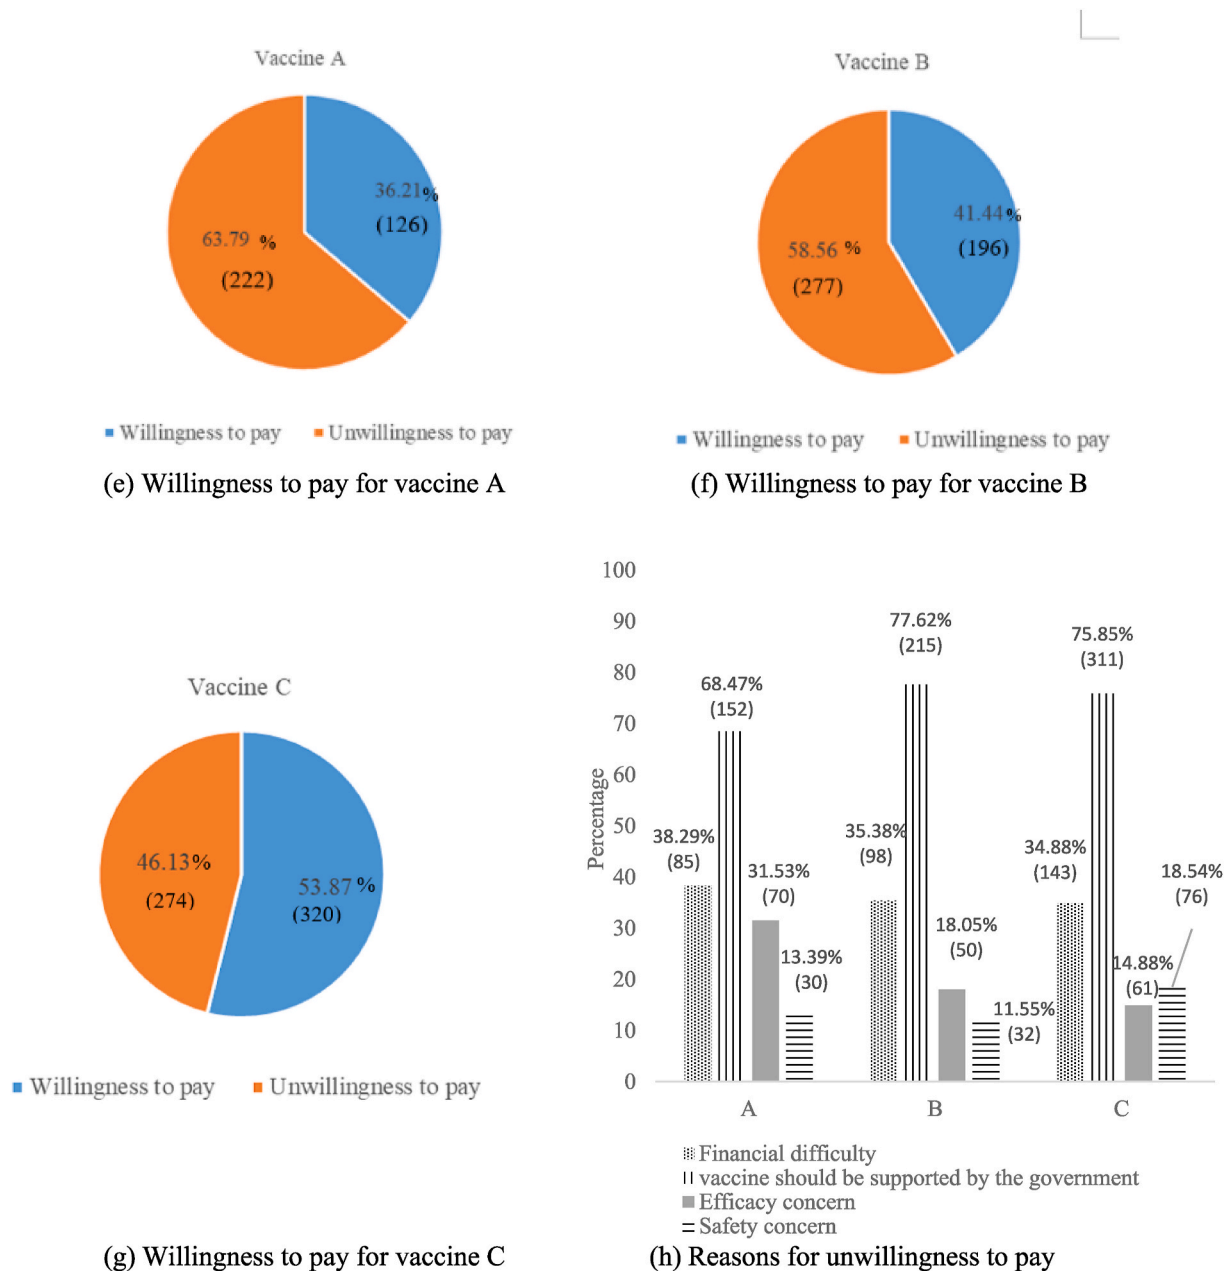 Vaccine A
36.21%
(126)
63.79 %
(222)
Willingness to pay Unwillingness to pay
(e) Willingness to pay for vaccine A
Vaccine B
41.44%
(196)
58.56 %
(277)
Willingness to pay Unwillingness to pay
(f) Willingness to pay for vaccine B
Vaccine C
46.13%
(274)
53.87 %
(320)
Willingness to pay Unwillingness to pay
(g) Willingness to pay for vaccine C
Percentage
100
90
80
70
60
50
40
30
20
10
0
38.29%
(85)
68.47%
(152)
31.53%
(70)
13.39%
(30)
35.38%
(98)
77.62%
(215)
18.05%
(50)
11.55%
(32)
34.88%
(143)
75.85%
(311)
14.88%
(61)
18.54%
(76)
A B C
Financial difficulty
vaccine should be supported by the government
Efficacy concern
Safety concern
(h) Reasons for unwillingness to pay